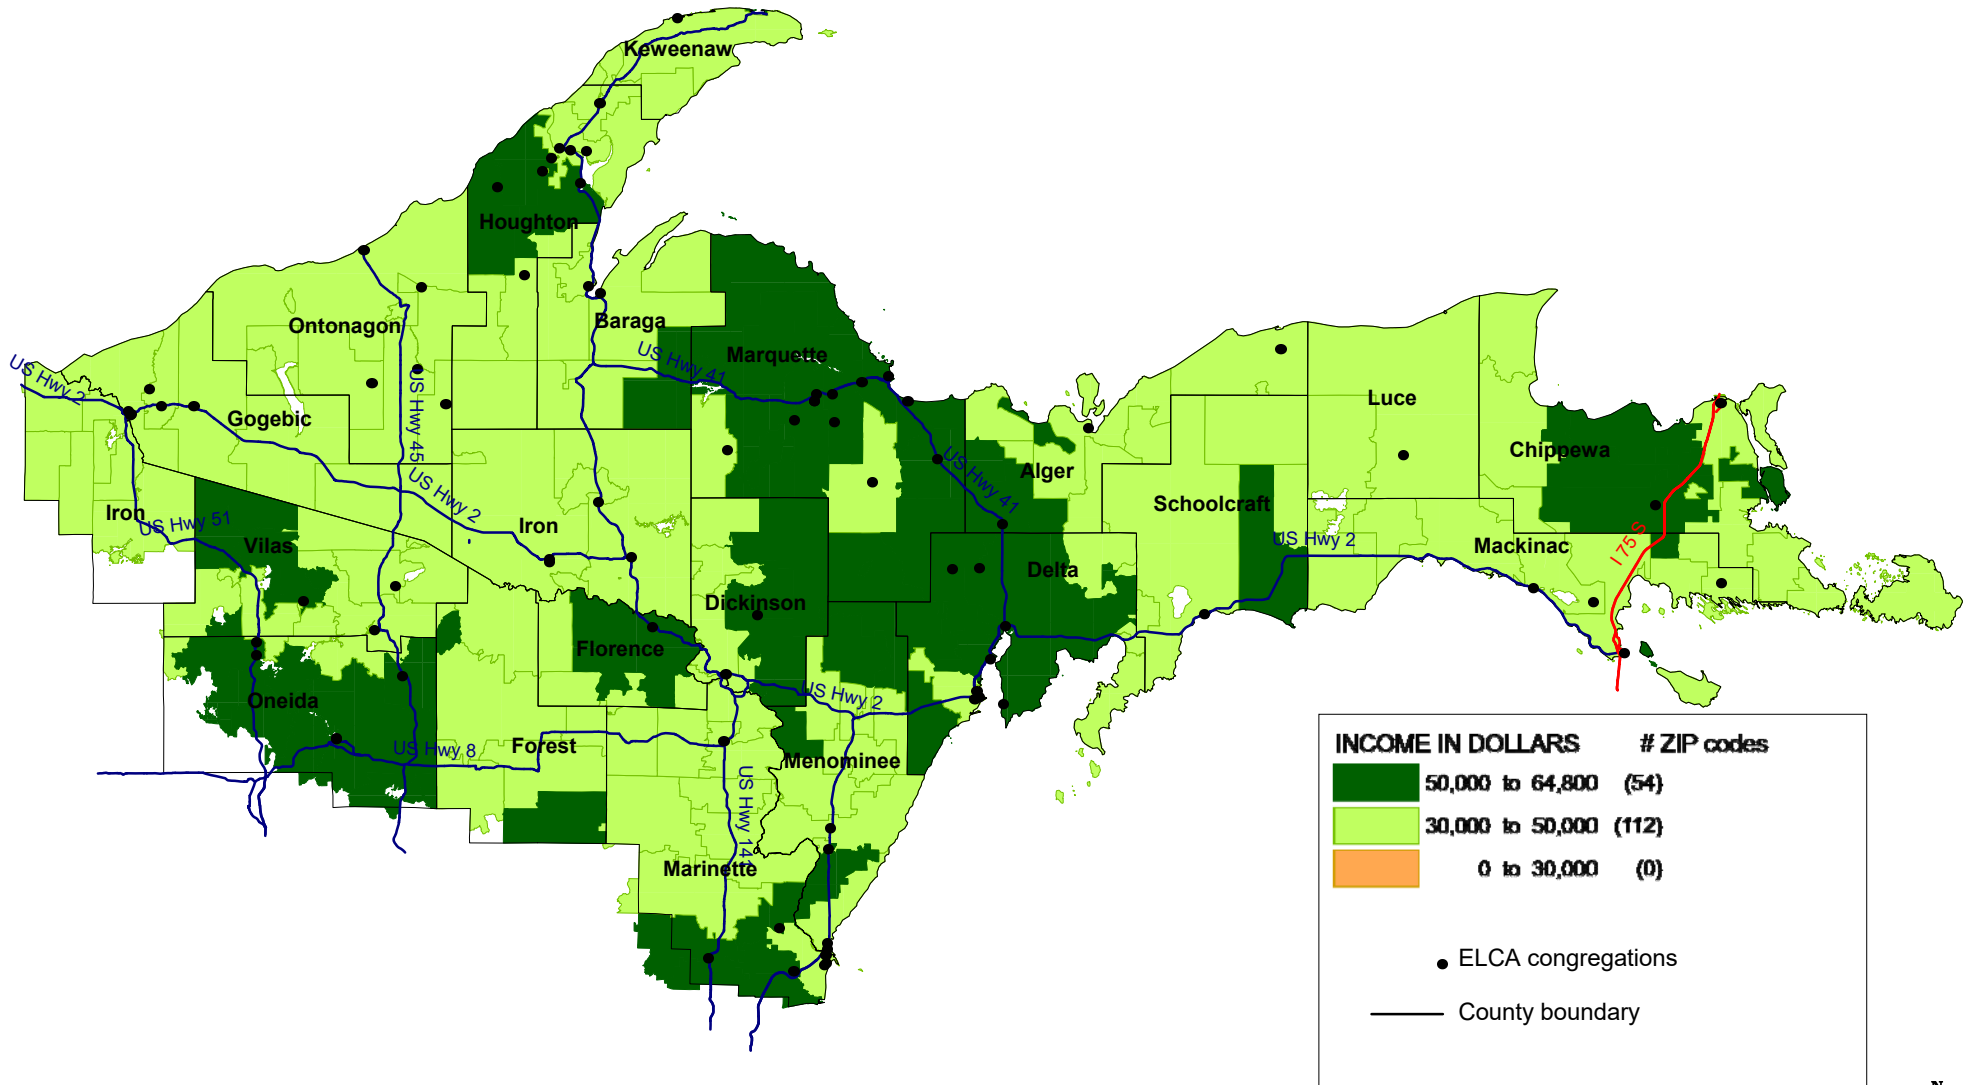 Keweenaw
Houghton
Ontonagon
Baraga
US Hwy 41
Marquette
US Hwy 2
Gogebic
US Hwy 45
Luce
Chippewa
US Hwy 41
Alger
Schoolcraft
US Hwy 2
Iron
US Hwy 51
Iron
Vilas
US Hwy 2
Mackinac
I 75 S
Delta
Dickinson
Florence
Oneida
US Hwy 2
US Hwy 8
Forest
Menominee
US Hwy 141
Marinette
INCOME IN DOLLARS # ZIP codes
50,000 to 64,800 (54)
30,000 to 50,000 (112)
0 to 30,000 (0)
ELCA congregations
County boundary
N